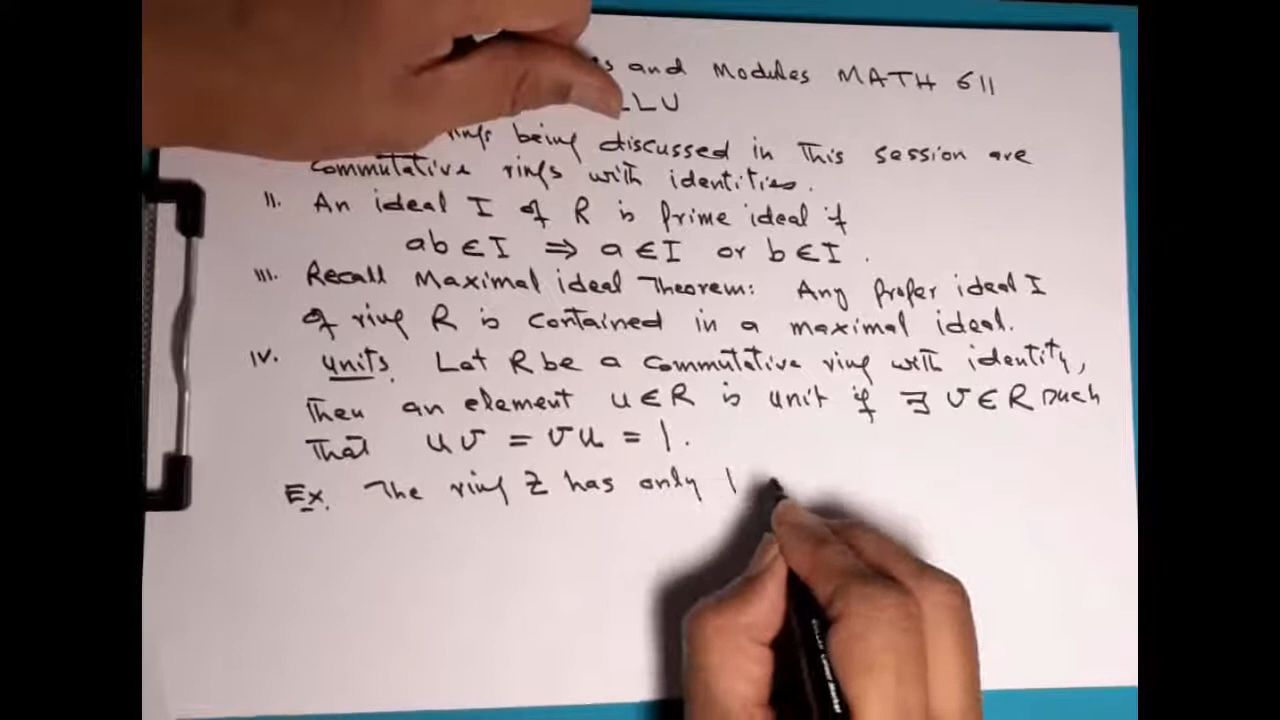 and Modules MATH 611
LLU
being discussed in this session are
commutative rings with identities.
II. An ideal I of R is prime ideal if
ab ∈ I ⇒ a ∈ I or b ∈ I.
III. Recall Maximal ideal Theorem: Any proper ideal I
of ring R is contained in a maximal ideal.
IV. units. Let R be a commutative ring with identity,
Then an element u ∈ R is unit if ∃ v ∈ R such
That uv = vu = 1.
Ex. The ring Z has only 1